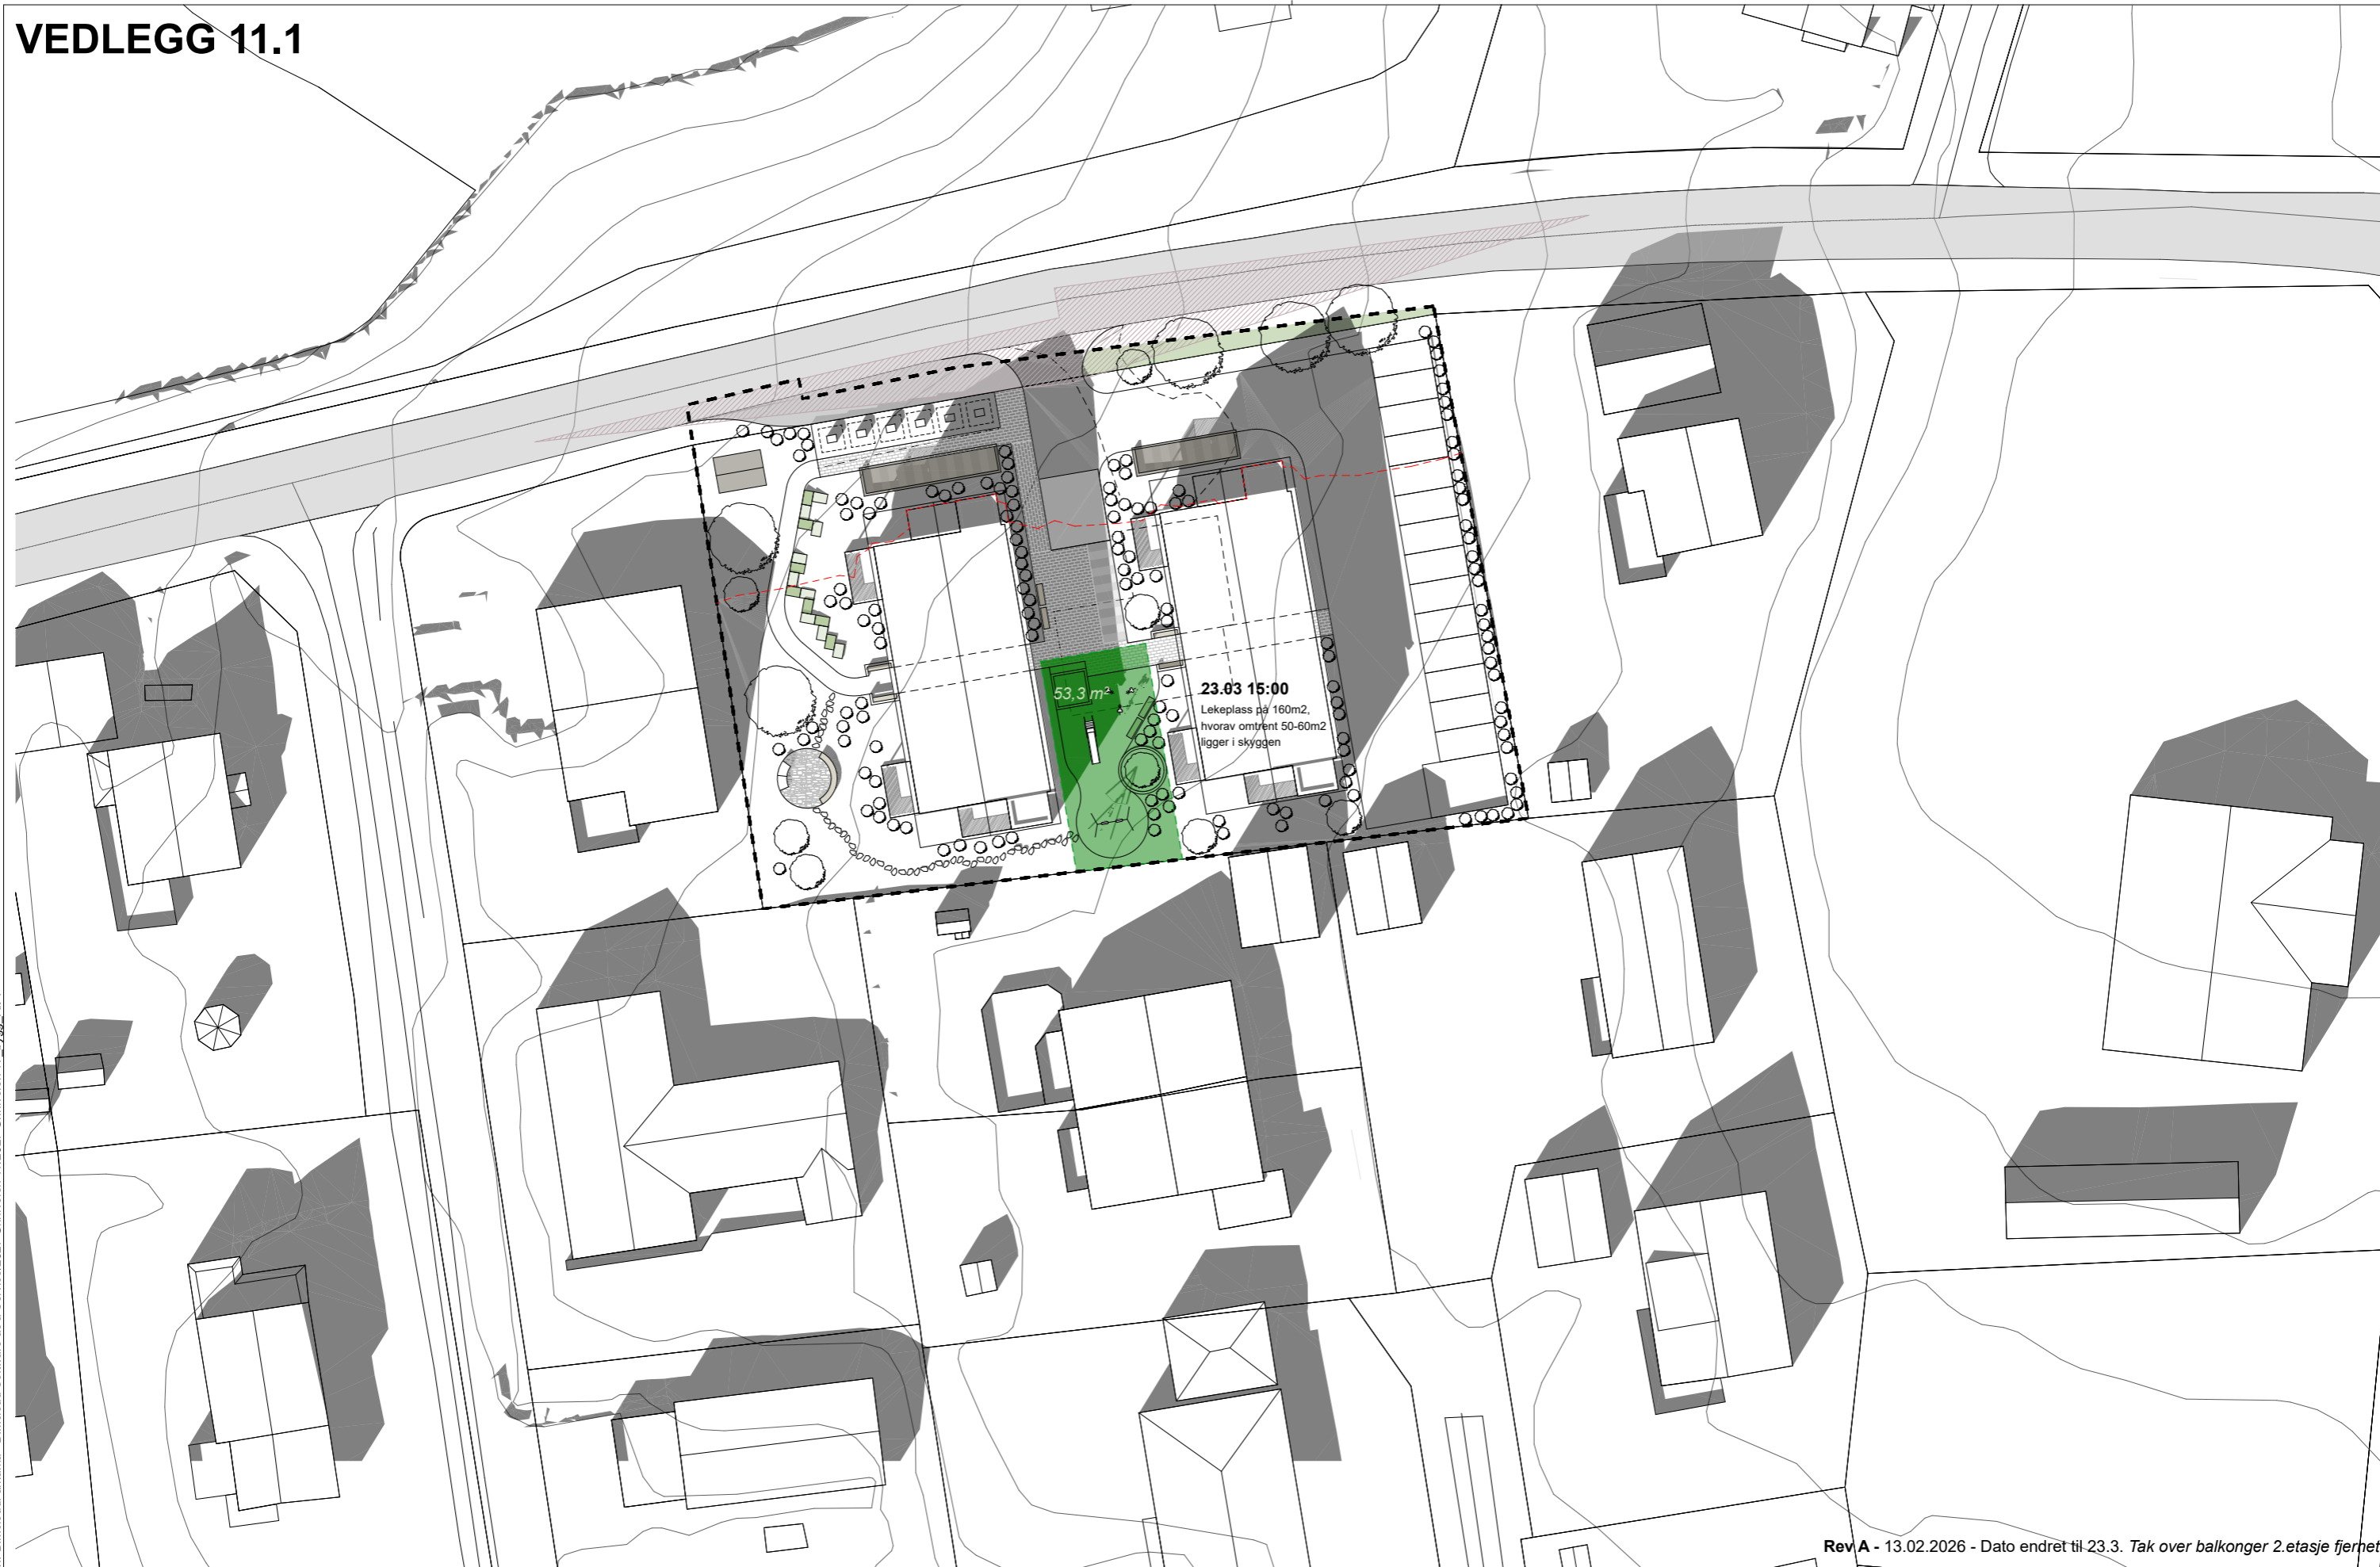 VEDLEGG 11.1
53,3 m²
23.03 15:00
Lekeplass på 160m2,
hvorav omtrent 50-60m2
ligger i skyggen
Rev A - 13.02.2026 - Dato endret til 23.3. Tak over balkonger 2.etasje fjernet